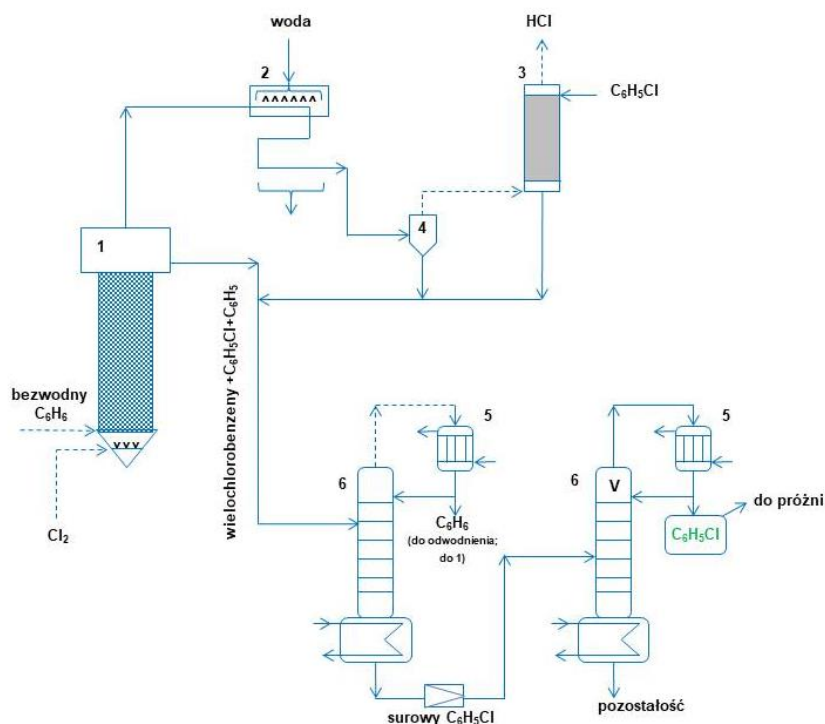 woda
HCl
2
^^^^^^
3
C₆H₅Cl
1
4
wielochlorobenzeny +C₆H₅Cl+C₆H₅
bezwodny
C₆H₆
vvv
Cl₂
5
5
6
6
V
C₆H₆
(do odwodnienia;
do 1)
C₆H₅Cl
do próżni
surowy C₆H₅Cl
pozostałość